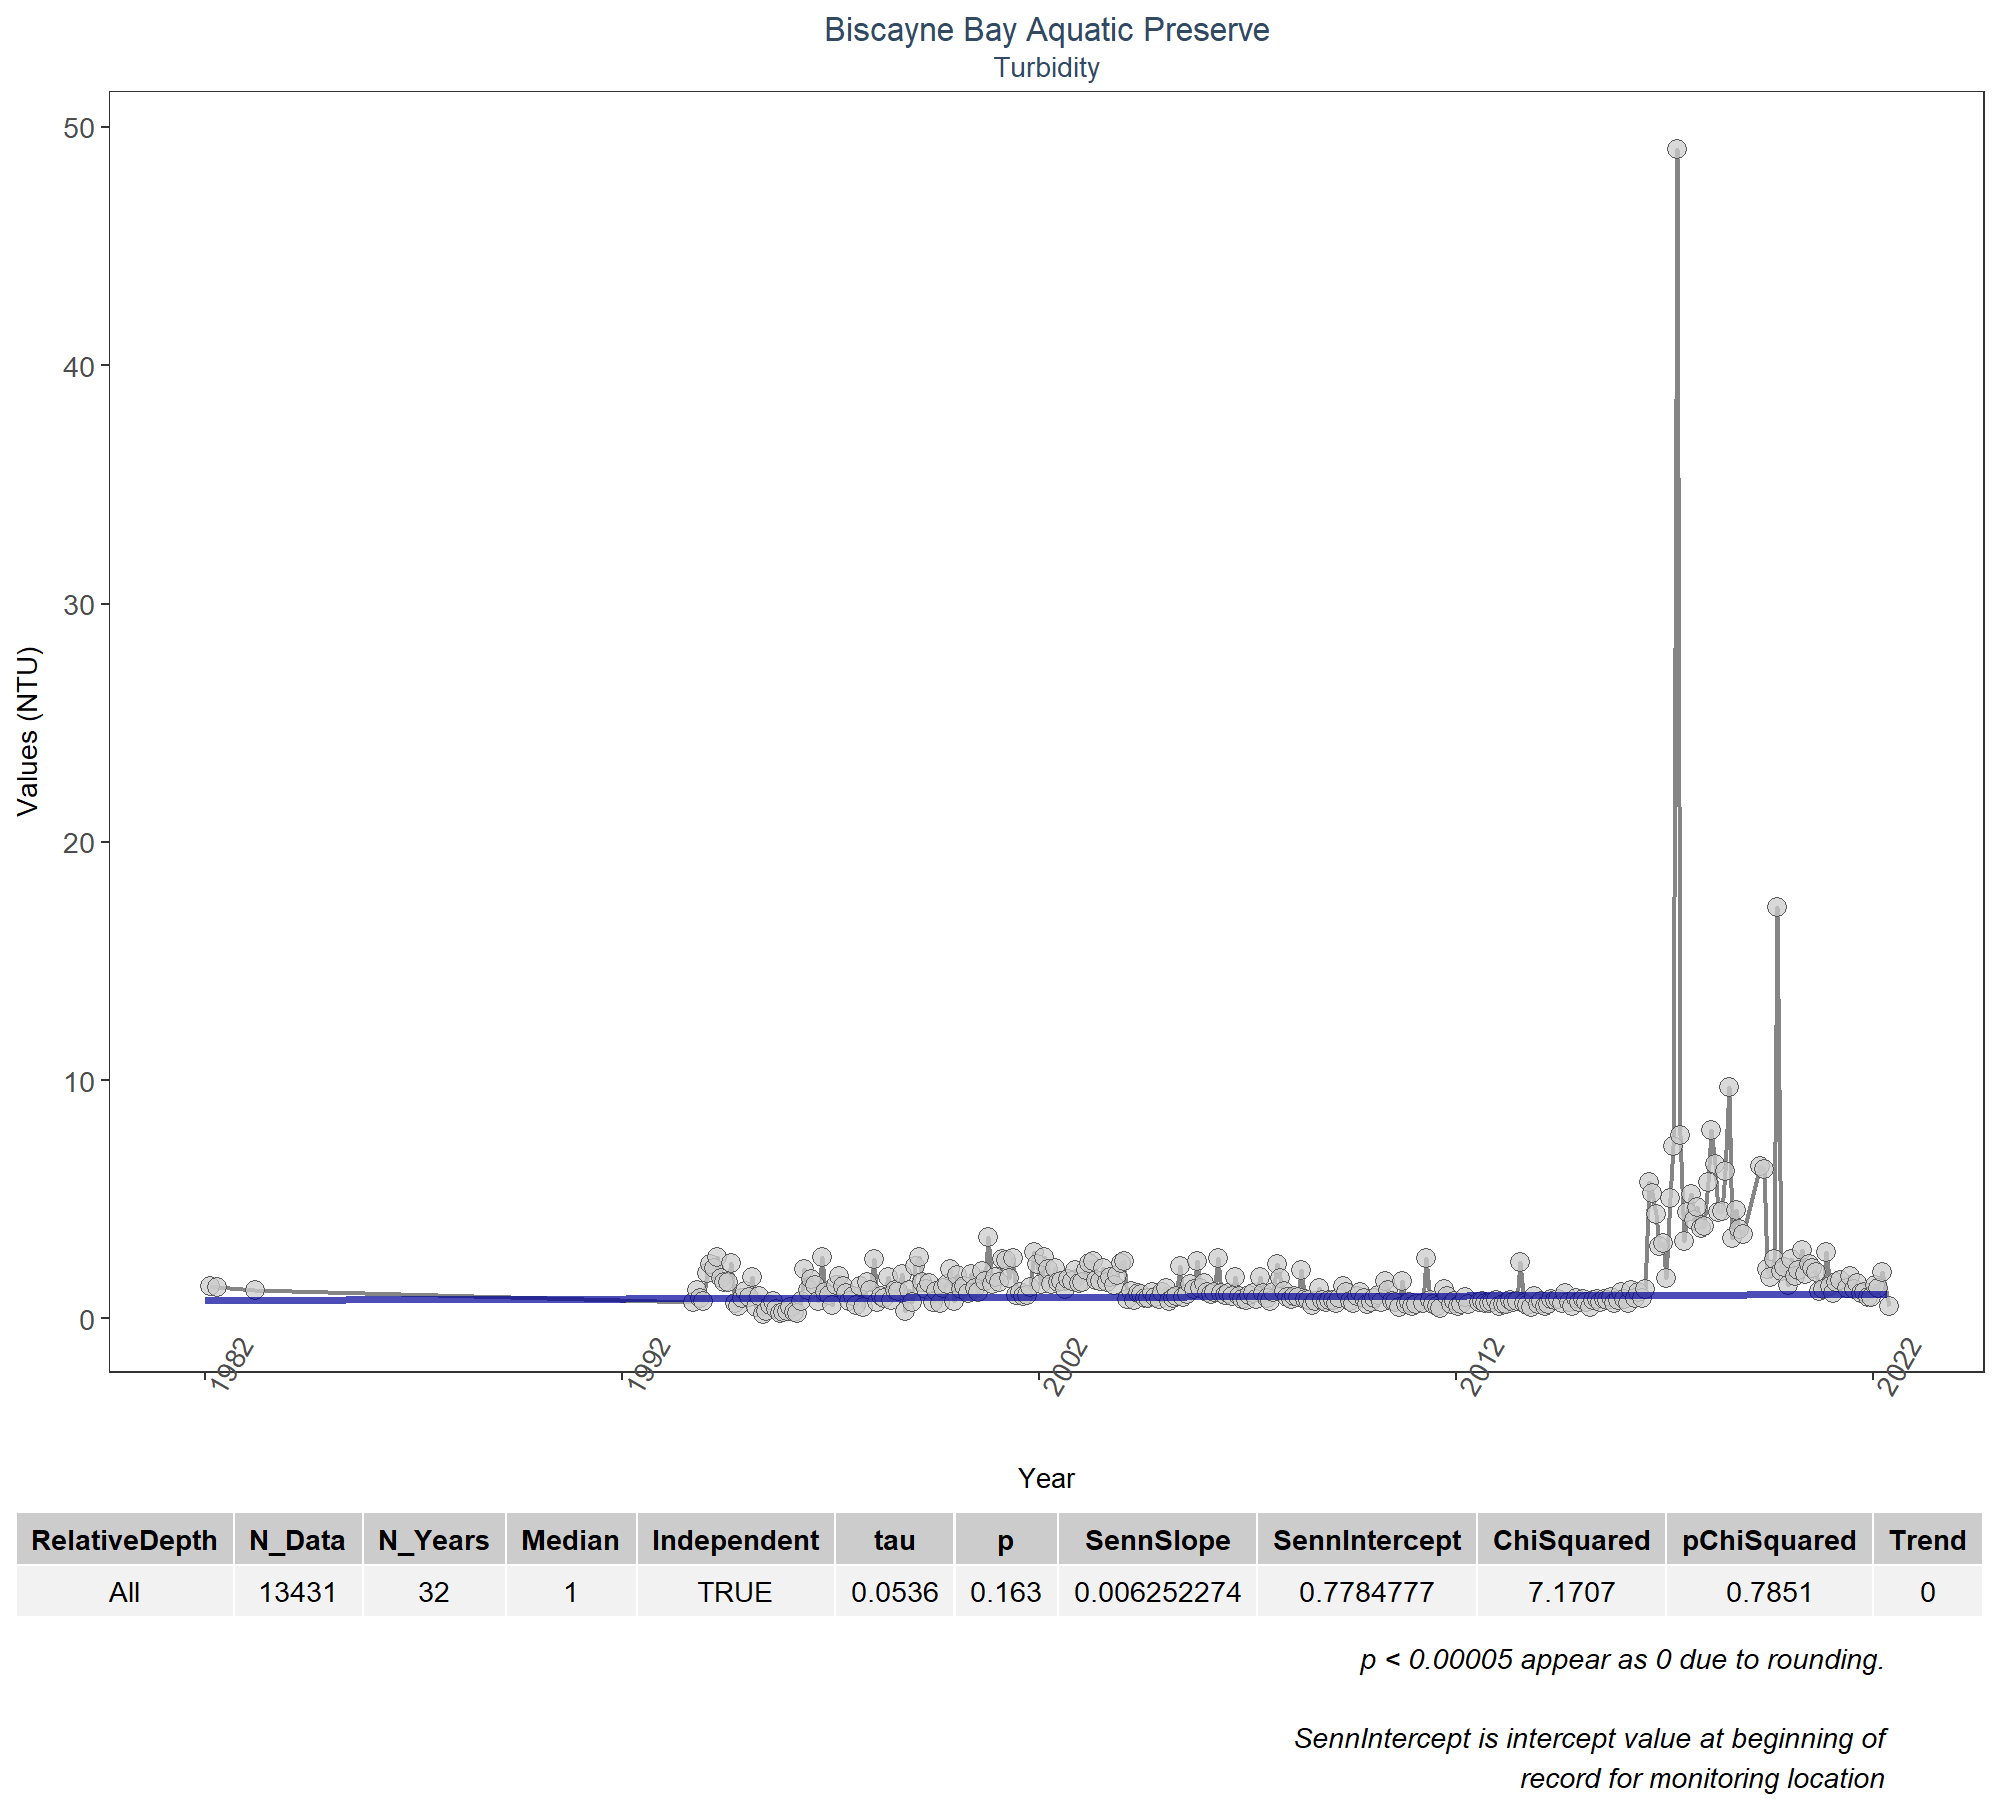 Biscayne Bay Aquatic Preserve
Turbidity
50
40
30
20
10
0
Values (NTU)
1982
1992
2002
2012
2022
Year
RelativeDepth N_Data N_Years Median Independent tau p SennSlope SennIntercept ChiSquared pChiSquared Trend
All 13431 32 1 TRUE 0.0536 0.163 0.006252274 0.7784777 7.1707 0.7851 0
p < 0.00005 appear as 0 due to rounding.
SennIntercept is intercept value at beginning of
record for monitoring location